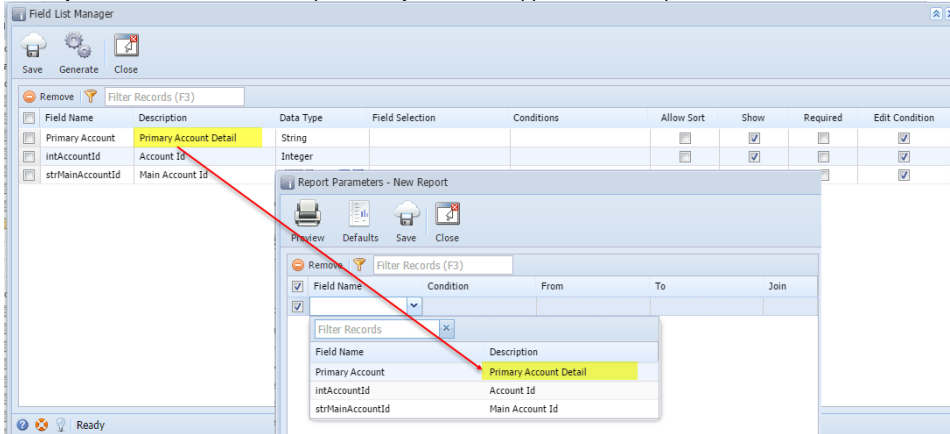 Field List Manager
Save Generate Close
Remove Filter Records (F3)
Field Name Description Data Type Field Selection Conditions Allow Sort Show Required Edit Condition
Primary Account Primary Account Detail String
intAccountId Account Id Integer
strMainAccountId Main Account Id
Report Parameters - New Report
Preview Defaults Save Close
Remove Filter Records (F3)
Field Name Condition From To Join
Filter Records
Field Name Description
Primary Account Primary Account Detail
intAccountId Account Id
strMainAccountId Main Account Id
Ready